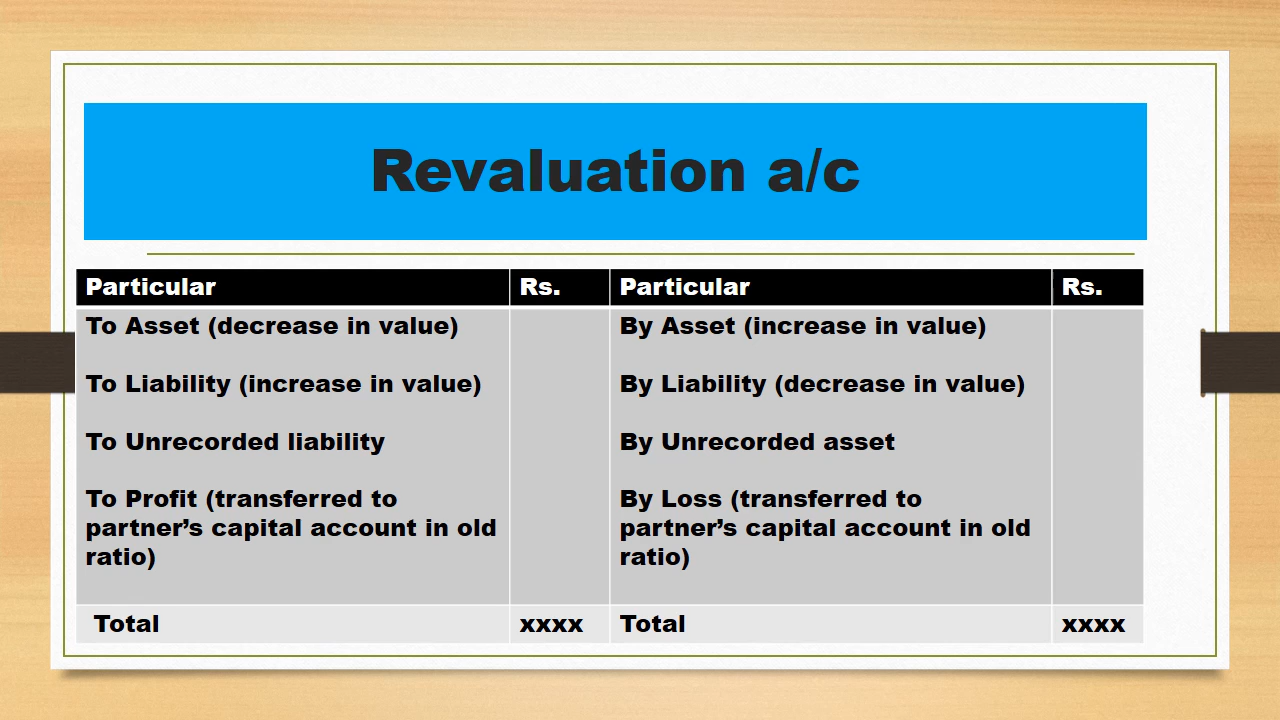 Revaluation a/c
Particular Rs. Particular Rs.
To Asset (decrease in value) By Asset (increase in value)
To Liability (increase in value) By Liability (decrease in value)
To Unrecorded liability By Unrecorded asset
To Profit (transferred to By Loss (transferred to
partner’s capital account in old partner’s capital account in old
ratio) ratio)
Total xxxx Total xxxx